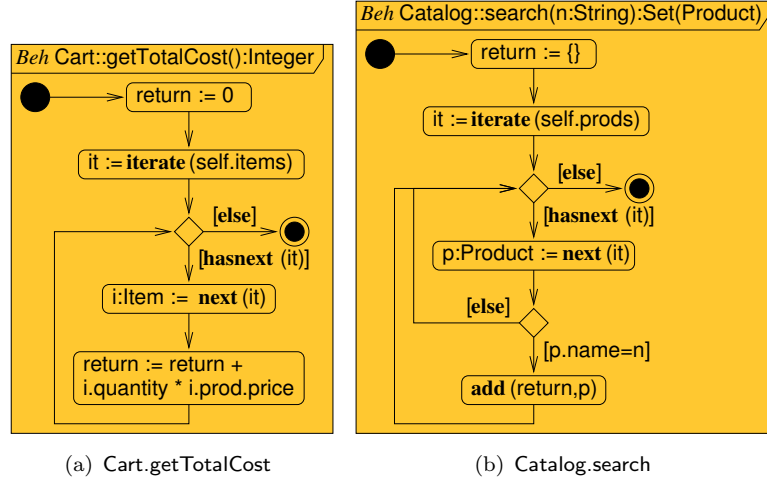 Beh Cart::getTotalCost():Integer
return := 0
it := iterate(self.items)
[else]
[hasnext (it)]
i:Item := next (it)
return := return +
i.quantity * i.prod.price
(a) Cart.getTotalCost
Beh Catalog::search(n:String):Set(Product)
return := {}
it := iterate(self.prods)
[else]
[hasnext (it)]
p:Product := next (it)
[else]
[p.name=n]
add (return,p)
(b) Catalog.search